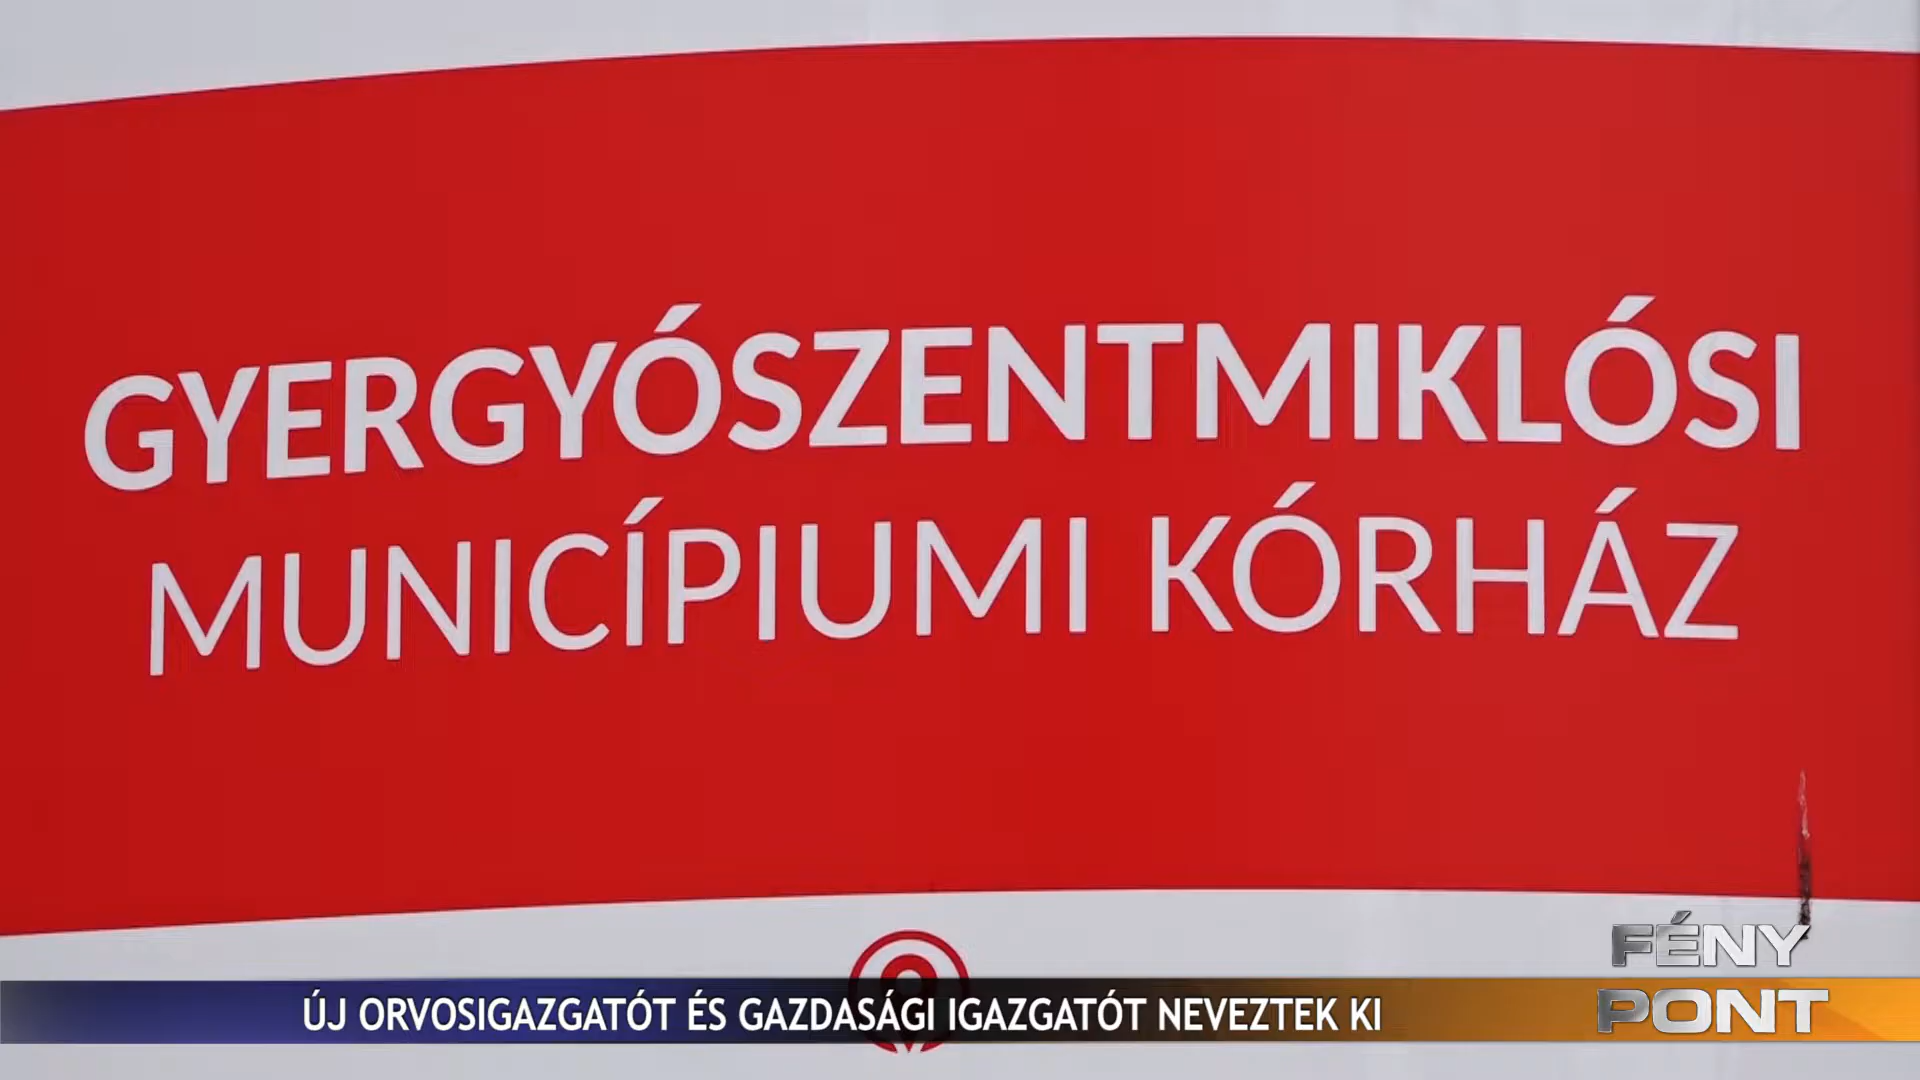 GYERGYÓSZENTMIKLÓSI
MUNICÍPIUMI KÓRHÁZ
ÚJ ORVOSIGAZGATÓT ÉS GAZDASÁGI IGAZGATÓT NEVEZTEK KI
FÉNY
PONT